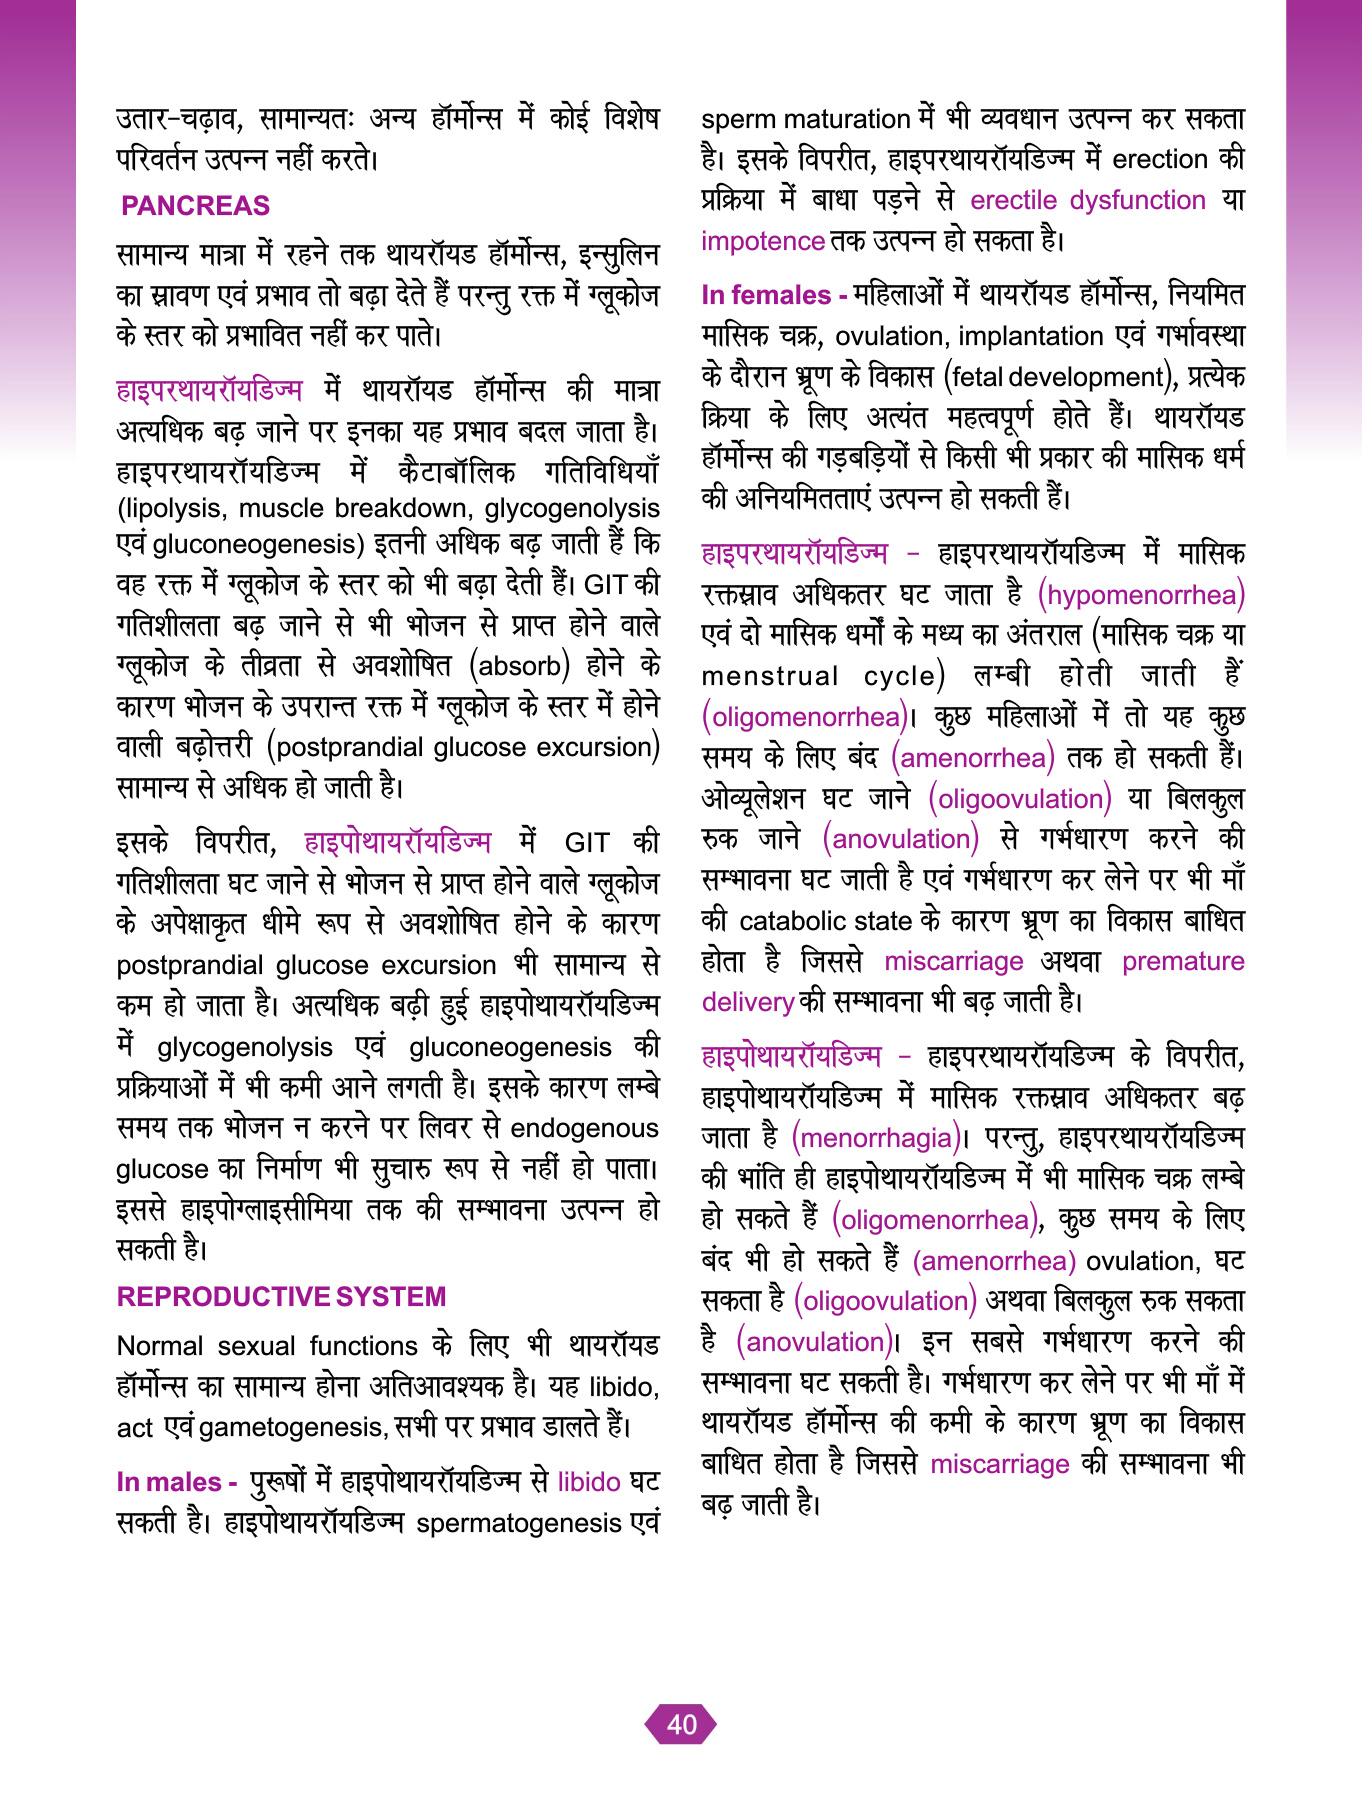 उतार-चढ़ाव, सामान्यतः अन्य हॉर्मोन्स में कोई विशेष
परिवर्तन उत्पन्न नहीं करते।
PANCREAS
सामान्य मात्रा में रहने तक थायरॉयड हॉर्मोन्स, इन्सुलिन
का स्रावण एवं प्रभाव तो बढ़ा देते हैं परन्तु रक्त में ग्लूकोज
के स्तर को प्रभावित नहीं कर पाते।
हाइपरथायरॉयडिज्म में थायरॉयड हॉर्मोन्स की मात्रा
अत्यधिक बढ़ जाने पर इनका यह प्रभाव बदल जाता है।
हाइपरथायरॉयडिज्म में कैटाबॉलिक गतिविधियाँ
(lipolysis, muscle breakdown, glycogenolysis
एवं gluconeogenesis) इतनी अधिक बढ़ जाती हैं कि
वह रक्त में ग्लूकोज के स्तर को भी बढ़ा देती हैं। GIT की
गतिशीलता बढ़ जाने से भी भोजन से प्राप्त होने वाले
ग्लूकोज के तीव्रता से अवशोषित (absorb) होने के
कारण भोजन के उपरान्त रक्त में ग्लूकोज के स्तर में होने
वाली बढ़ोत्तरी (postprandial glucose excursion)
सामान्य से अधिक हो जाती है।
इसके विपरीत, हाइपोथायरॉयडिज्म में GIT की
गतिशीलता घट जाने से भोजन से प्राप्त होने वाले ग्लूकोज
के अपेक्षाकृत धीमे रूप से अवशोषित होने के कारण
postprandial glucose excursion भी सामान्य से
कम हो जाता है। अत्यधिक बढ़ी हुई हाइपोथायरॉयडिज्म
में glycogenolysis एवं gluconeogenesis की
प्रक्रियाओं में भी कमी आने लगती है। इसके कारण लम्बे
समय तक भोजन न करने पर लिवर से endogenous
glucose का निर्माण भी सुचारु रूप से नहीं हो पाता।
इससे हाइपोग्लाइसीमिया तक की सम्भावना उत्पन्न हो
सकती है।
REPRODUCTIVE SYSTEM
Normal sexual functions के लिए भी थायरॉयड
हॉर्मोन्स का सामान्य होना अतिआवश्यक है। यह libido,
act एवं gametogenesis, सभी पर प्रभाव डालते हैं।
In males - पुरूषों में हाइपोथायरॉयडिज्म से libido घट
सकती है। हाइपोथायरॉयडिज्म spermatogenesis एवं
sperm maturation में भी व्यवधान उत्पन्न कर सकता
है। इसके विपरीत, हाइपरथायरॉयडिज्म में erection की
प्रक्रिया में बाधा पड़ने से erectile dysfunction या
impotence तक उत्पन्न हो सकता है।
In females - महिलाओं में थायरॉयड हॉर्मोन्स, नियमित
मासिक चक्र, ovulation, implantation एवं गर्भावस्था
के दौरान भ्रूण के विकास (fetal development), प्रत्येक
क्रिया के लिए अत्यंत महत्वपूर्ण होते हैं। थायरॉयड
हॉर्मोन्स की गड़बड़ियों से किसी भी प्रकार की मासिक धर्म
की अनियमितताएं उत्पन्न हो सकती हैं।
हाइपरथायरॉयडिज्म - हाइपरथायरॉयडिज्म में मासिक
रक्तस्राव अधिकतर घट जाता है (hypomenorrhea)
एवं दो मासिक धर्मों के मध्य का अंतराल (मासिक चक्र या
menstrual cycle) लम्बी होती जाती हैं
(oligomenorrhea)। कुछ महिलाओं में तो यह कुछ
समय के लिए बंद (amenorrhea) तक हो सकती हैं।
ओव्यूलेशन घट जाने (oligoovulation) या बिलकुल
रुक जाने (anovulation) से गर्भधारण करने की
सम्भावना घट जाती है एवं गर्भधारण कर लेने पर भी माँ
की catabolic state के कारण भ्रूण का विकास बाधित
होता है जिससे miscarriage अथवा premature
delivery की सम्भावना भी बढ़ जाती है।
हाइपोथायरॉयडिज्म - हाइपरथायरॉयडिज्म के विपरीत,
हाइपोथायरॉयडिज्म में मासिक रक्तस्राव अधिकतर बढ़
जाता है (menorrhagia)। परन्तु, हाइपरथायरॉयडिज्म
की भांति ही हाइपोथायरॉयडिज्म में भी मासिक चक्र लम्बे
हो सकते हैं (oligomenorrhea), कुछ समय के लिए
बंद भी हो सकते हैं (amenorrhea) ovulation, घट
सकता है (oligoovulation) अथवा बिलकुल रुक सकता
है (anovulation)। इन सबसे गर्भधारण करने की
सम्भावना घट सकती है। गर्भधारण कर लेने पर भी माँ में
थायरॉयड हॉर्मोन्स की कमी के कारण भ्रूण का विकास
बाधित होता है जिससे miscarriage की सम्भावना भी
बढ़ जाती है।
40